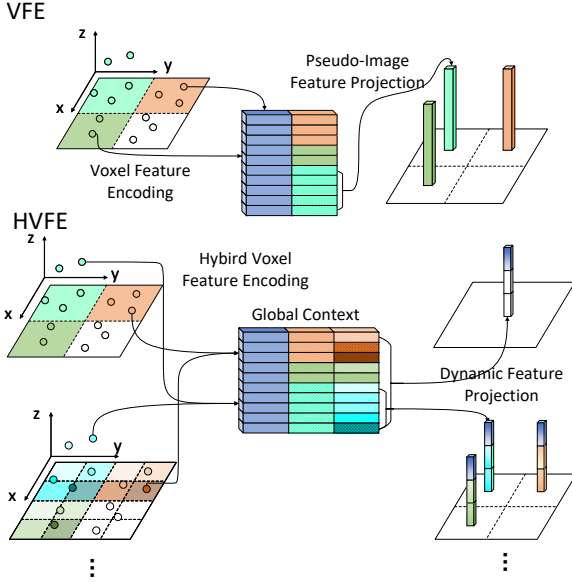 VFE
z
y
x
Pseudo-Image
Feature Projection
Voxel Feature
Encoding
HVFE
z
y
x
Hybird Voxel
Feature Encoding
Global Context
z
y
x
Dynamic Feature
Projection
...
...